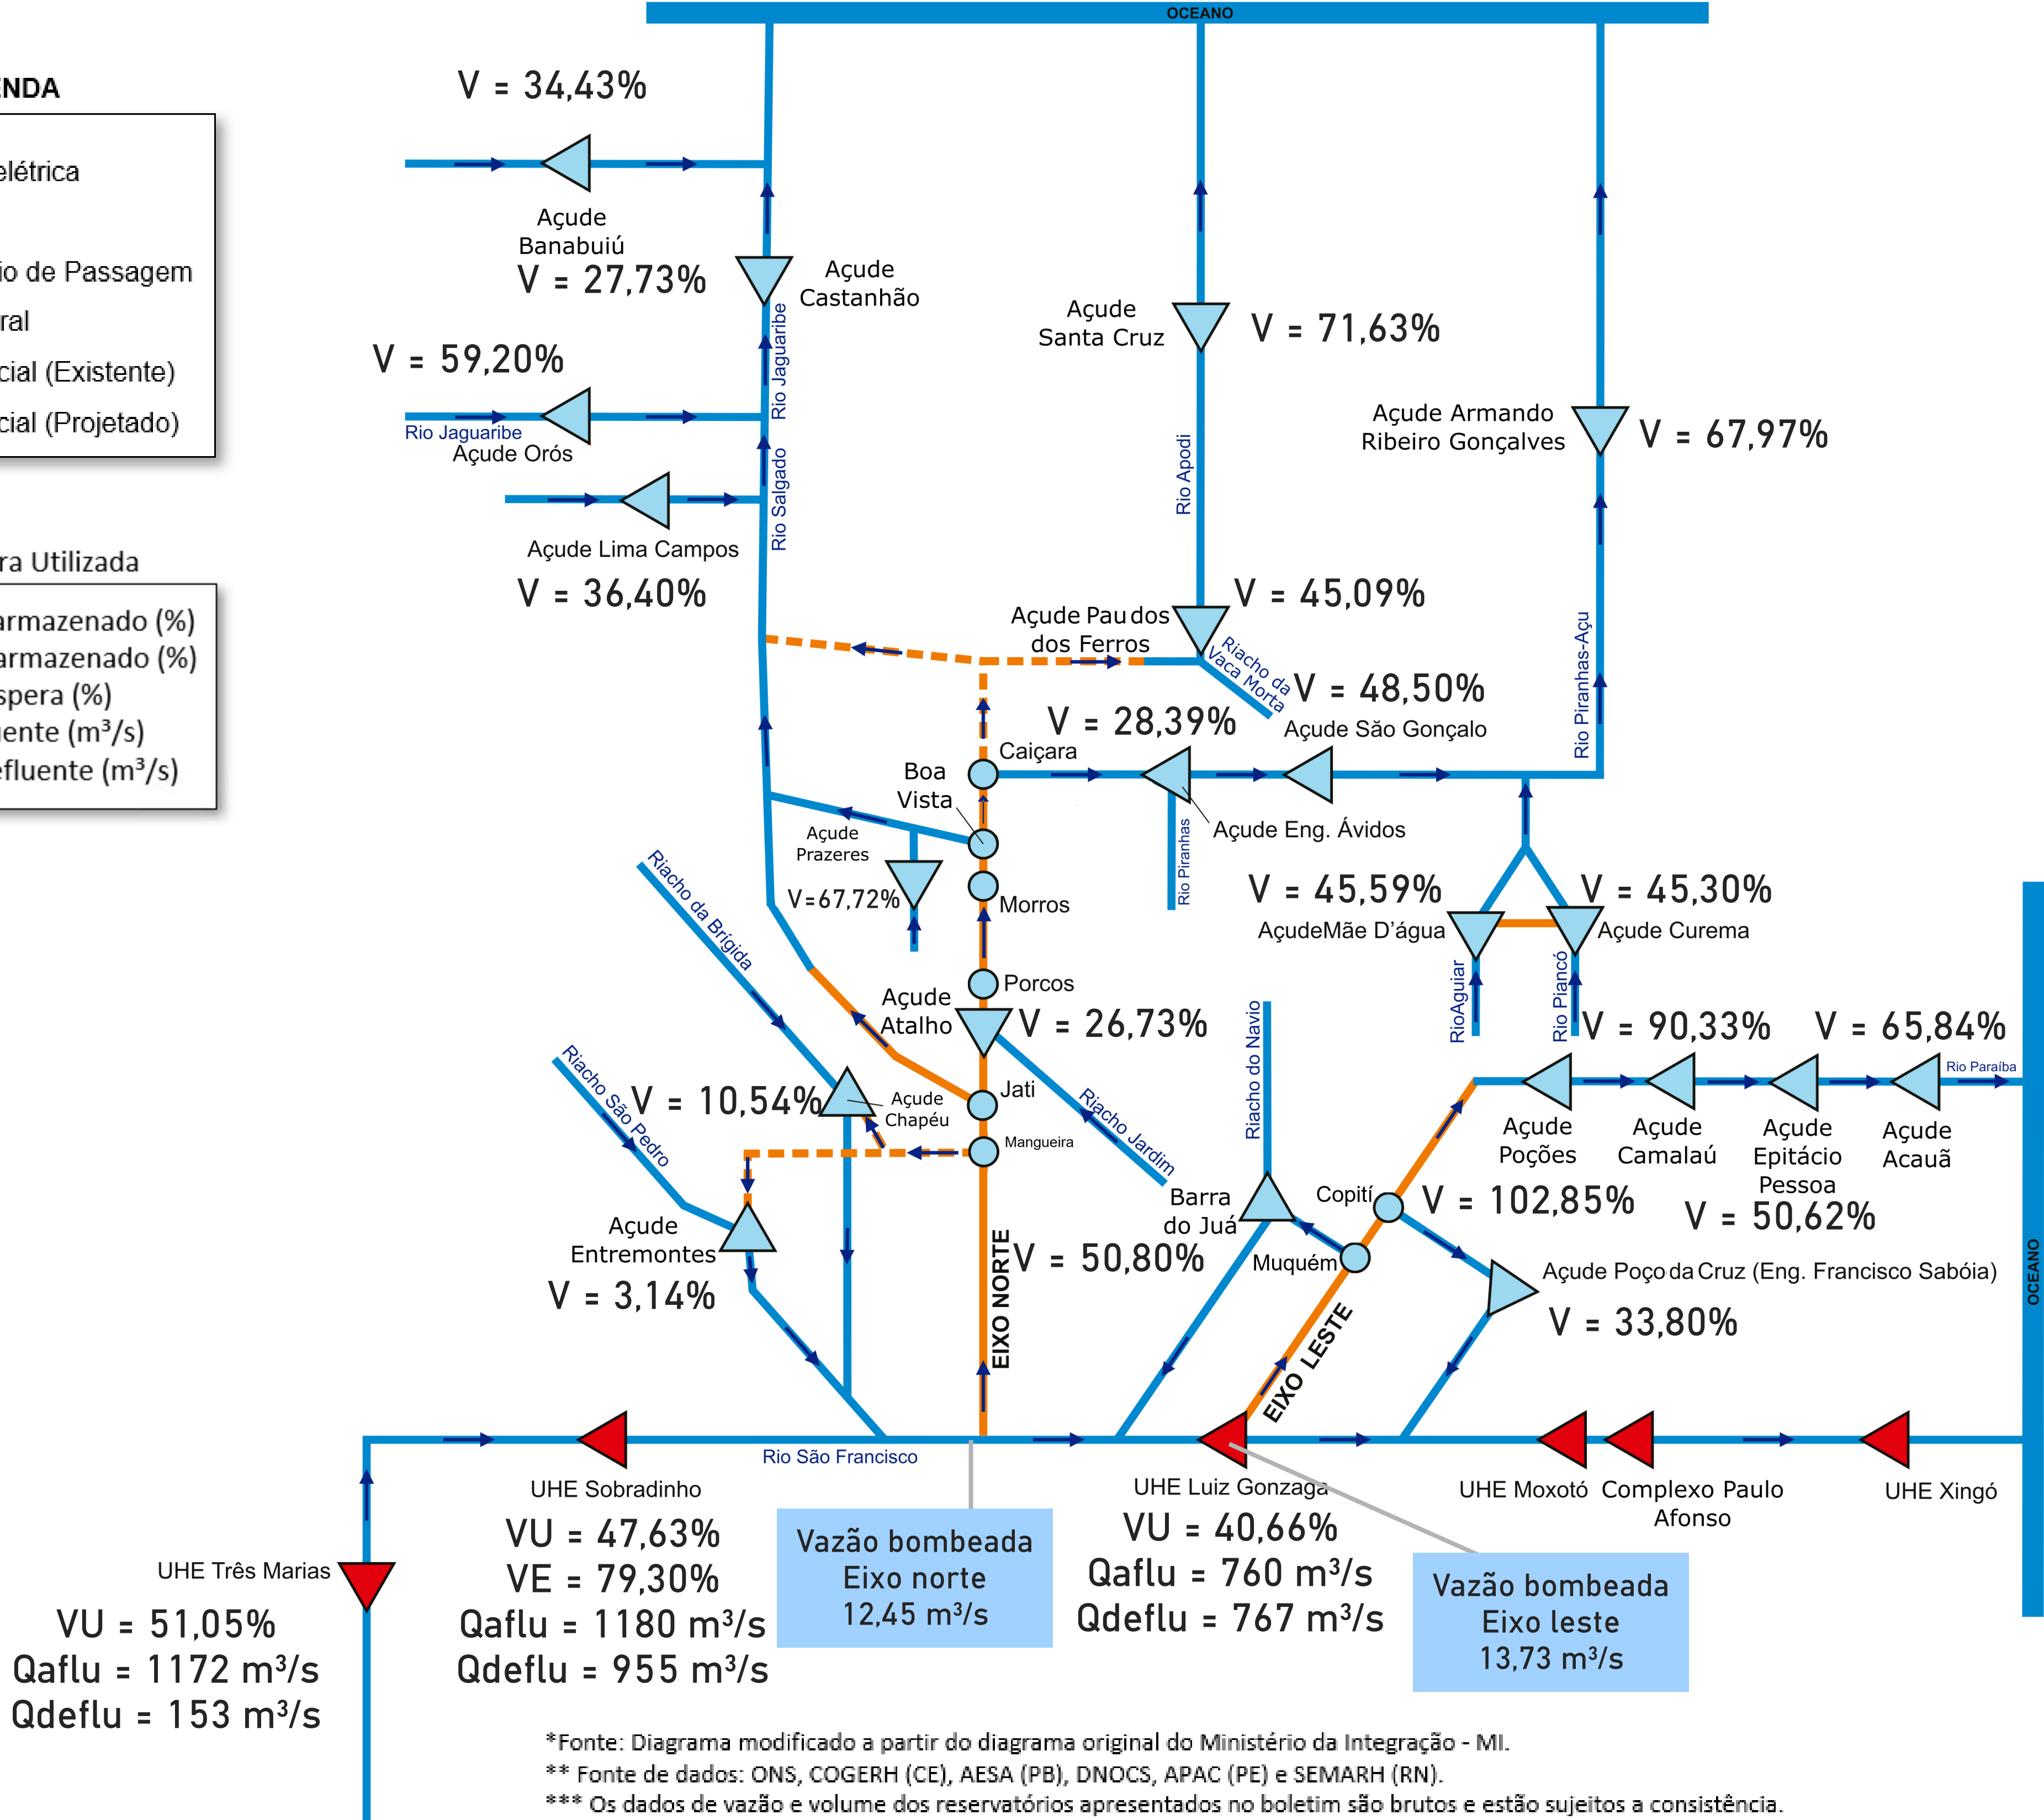 OCEANO
V = 34,43%
ENDA
elétrica
io de Passagem
ral
cial (Existente)
cial (Projetado)
Açude
Banabuiú
V = 27,73%
Açude
Castanhão
Rio Jaguaribe
Açude
Santa Cruz
V = 71,63%
V = 59,20%
Rio Jaguaribe
Açude Orós
Rio Salgado
Rio Apodi
Açude Armando
Ribeiro Gonçalves
V = 67,97%
Açude Lima Campos
V = 36,40%
ra Utilizada
armazenado (%)
armazenado (%)
spera (%)
uente (m³/s)
efluente (m³/s)
Açude Pau dos
dos Ferros
V = 45,09%
Riacho da
Vaca Morta
V = 48,50%
Açude São Gonçalo
V = 28,39%
Rio Piranhas-Açu
Caiçara
Boa
Vista
Açude Eng. Ávidos
Rio Piranhas
Açude
Prazeres
V=67,72%
Morros
Riacho da Brígida
V = 45,59%
AçudeMãe D'água
V = 45,30%
Açude Curema
RioAguiar
Rio Piancó
Porcos
Açude
Atalho
V = 26,73%
Riacho do Navio
V = 90,33%
V = 65,84%
Rio Paraíba
Riacho São Pedro
V = 10,54%
Açude
Chapéu
Jati
Mangueira
Riacho Jardim
Açude
Poções
Açude
Camalaú
Açude
Epitácio
Pessoa
Açude
Acauã
V = 102,85%
V = 50,62%
Barra
do Juá
Copití
Muquém
Açude
Entremontes
V = 3,14%
EIXO NORTE
V = 50,80%
EIXO LESTE
Açude Poço da Cruz (Eng. Francisco Sabóia)
V = 33,80%
OCEANO
Rio São Francisco
UHE Sobradinho
VU = 47,63%
VE = 79,30%
Qaflu = 1180 m³/s
Qdeflu = 955 m³/s
Vazão bombeada
Eixo norte
12,45 m³/s
UHE Luiz Gonzaga
VU = 40,66%
Qaflu = 760 m³/s
Qdeflu = 767 m³/s
Vazão bombeada
Eixo leste
13,73 m³/s
UHE Moxotó
Complexo Paulo
Afonso
UHE Xingó
UHE Três Marias
VU = 51,05%
Qaflu = 1172 m³/s
Qdeflu = 153 m³/s
*Fonte: Diagrama modificado a partir do diagrama original do Ministério da Integração - MI.
** Fonte de dados: ONS, COGERH (CE), AESA (PB), DNOCS, APAC (PE) e SEMARH (RN).
*** Os dados de vazão e volume dos reservatórios apresentados no boletim são brutos e estão sujeitos a consistência.